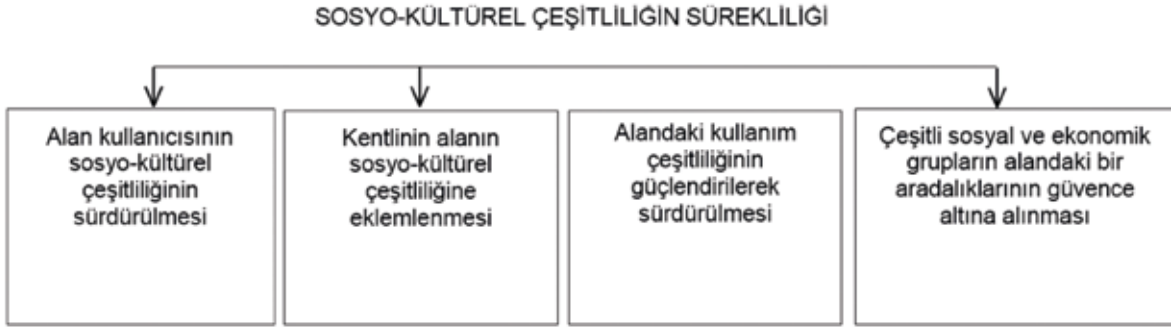 SOSYO-KÜLTÜREL ÇEŞİTLİLİĞİN SÜREKLİLİĞİ
Alan kullanıcısının
sosyo-kültürel
çeşitliliğinin
sürdürülmesi
Kentlinin alanın
sosyo-kültürel
çeşitliliğine
eklemlenmesi
Alandaki kullanım
çeşitliliğinin
güçlendirilerek
sürdürülmesi
Çeşitli sosyal ve ekonomik
grupların alandaki bir
aradalıklarının güvence
altına alınması